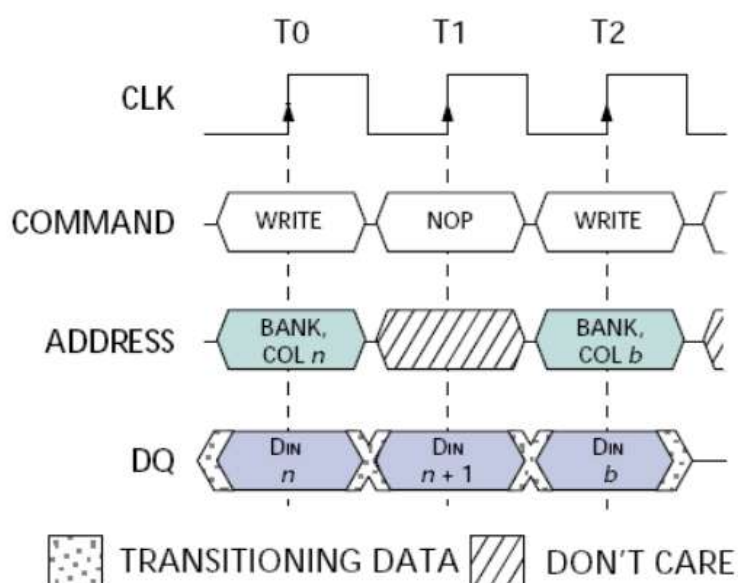 T0 T1 T2
CLK
COMMAND WRITE NOP WRITE
ADDRESS BANK, COL n BANK, COL b
DQ DIN n DIN n + 1 DIN b
TRANSITIONING DATA DON'T CARE